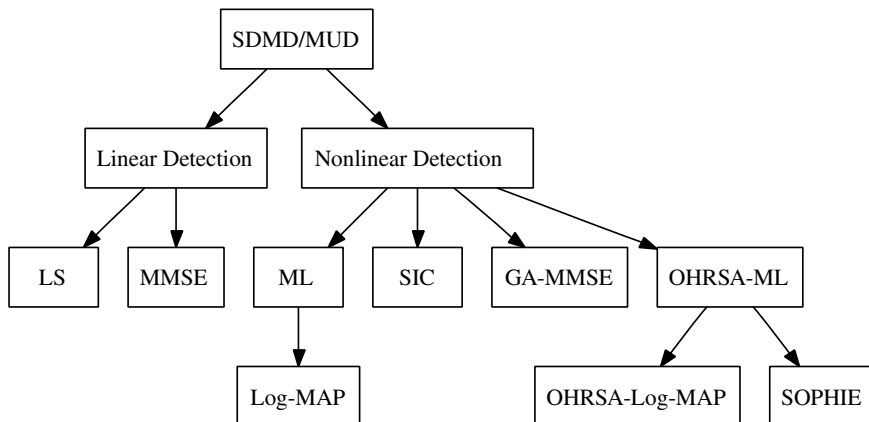 SDMD/MUD
Linear Detection
Nonlinear Detection
LS
MMSE
ML
SIC
GA-MMSE
OHRSA-ML
Log-MAP
OHRSA-Log-MAP
SOPHIE